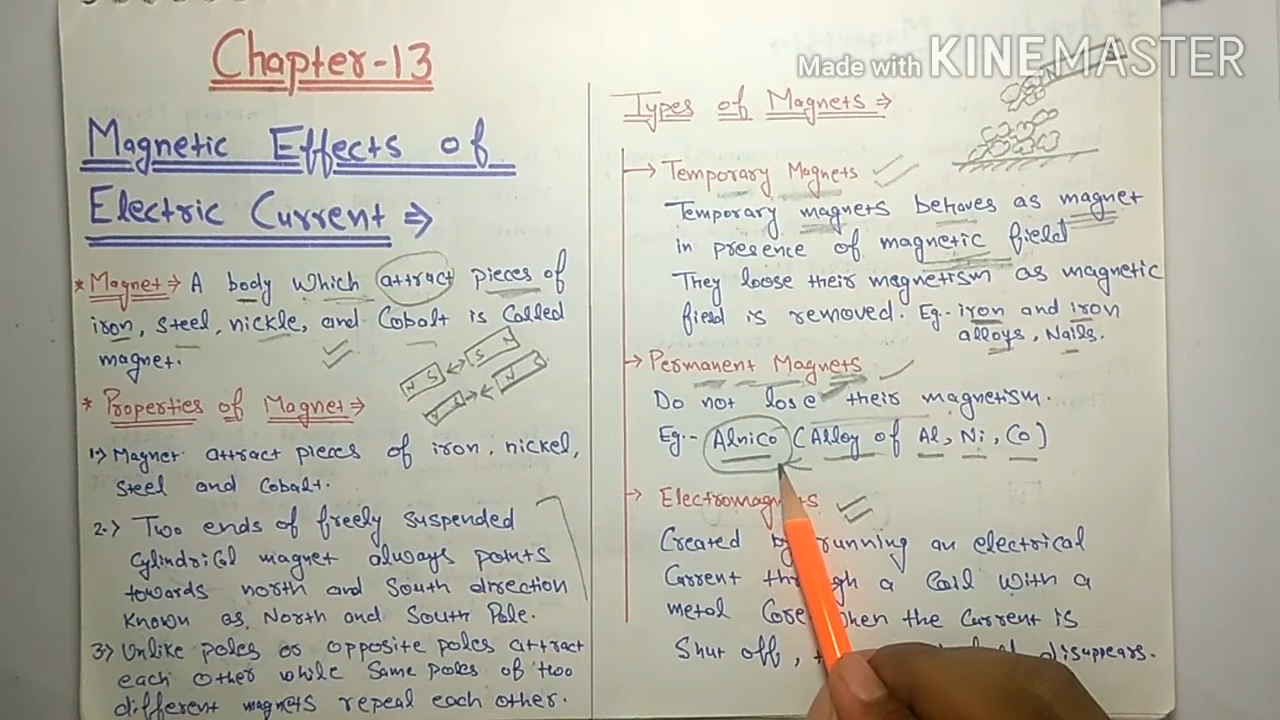 Made with KINEMASTER
Chapter-13
Magnetic Effects of
Electric Current ⇒
* Magnet → A body which attract pieces of
iron, steel, nickle, and Cobalt is Called
magnet.
N S ↔ S N
→←
* Properties of Magnet ⇒
1) Magnet attract pieces of iron, nickel,
steel and Cobalt.
2.) Two ends of freely suspended
Cylindrical magnet always points
towards north and South direction
Known as North and South Pole.
3) Unlike poles or opposite poles attract
each other while Same poles of two
different magnets repeal each other.
Types of Magnets ⇒
N
→ Temporary Magnets
Temporary magnets behaves as magnet
in presence of magnetic field
They loose their magnetism as magnetic
field is removed. Eg.- iron and iron
alloys, Nails.
→ Permanent Magnets
Do not lose their magnetism.
Eg.- Alnico (Alloy of Al, Ni, Co)
→ Electromagnets
Created by running an electrical
Current through a Coil with a
metal Core. When the Current is
Shut off, disappears.